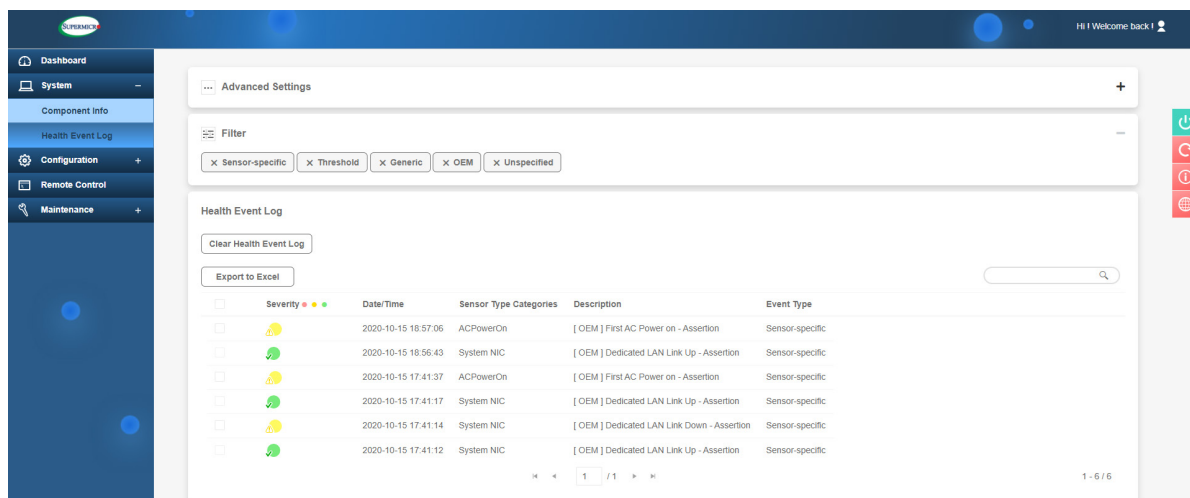 SUPERMICR
Hi ! Welcome back !
Dashboard
System −
Component Info
Health Event Log
Configuration +
Remote Control
Maintenance +
... Advanced Settings +
Filter −
× Sensor-specific × Threshold × Generic × OEM × Unspecified
Health Event Log
Clear Health Event Log
Export to Excel
Severity Date/Time Sensor Type Categories Description Event Type
2020-10-15 18:57:06 ACPowerOn [ OEM ] First AC Power on - Assertion Sensor-specific
2020-10-15 18:56:43 System NIC [ OEM ] Dedicated LAN Link Up - Assertion Sensor-specific
2020-10-15 17:41:37 ACPowerOn [ OEM ] First AC Power on - Assertion Sensor-specific
2020-10-15 17:41:17 System NIC [ OEM ] Dedicated LAN Link Up - Assertion Sensor-specific
2020-10-15 17:41:14 System NIC [ OEM ] Dedicated LAN Link Down - Assertion Sensor-specific
2020-10-15 17:41:12 System NIC [ OEM ] Dedicated LAN Link Up - Assertion Sensor-specific
1 / 1
1 - 6 / 6